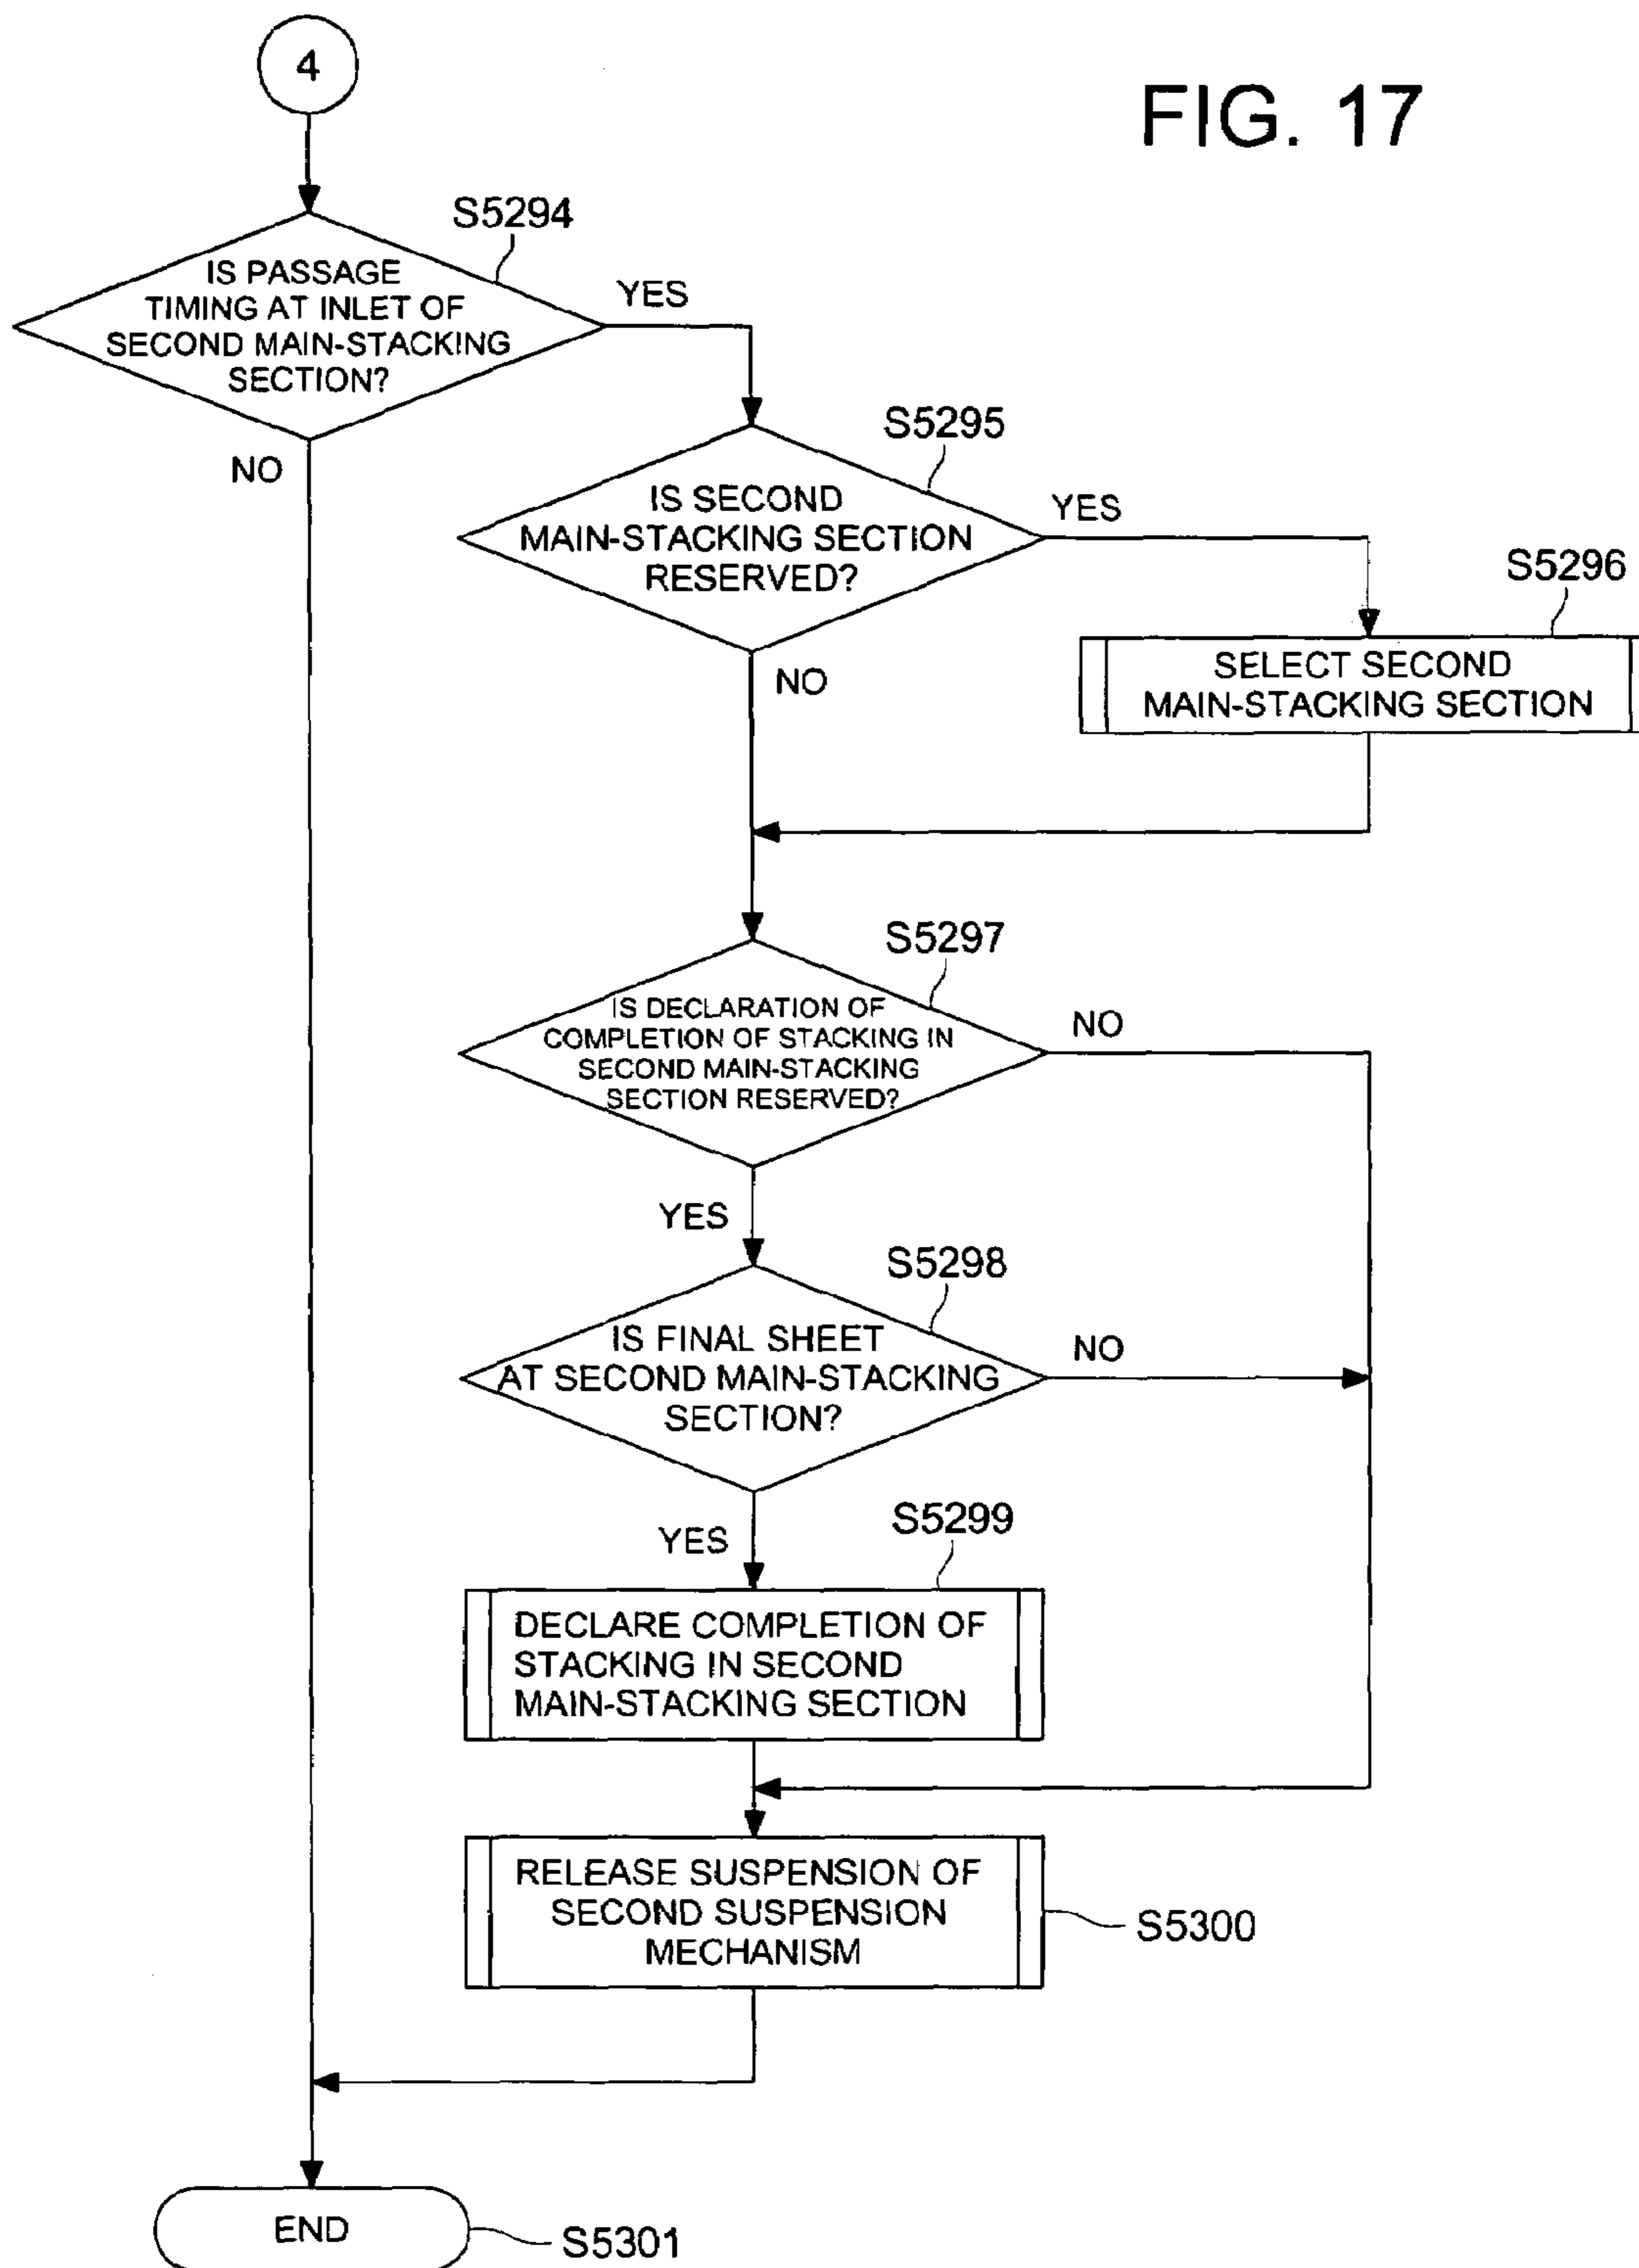 4
FIG. 17
S5294
IS PASSAGE
TIMING AT INLET OF
SECOND MAIN-STACKING
SECTION?
YES
NO
S5295
IS SECOND
MAIN-STACKING SECTION
RESERVED?
YES
NO
S5296
SELECT SECOND
MAIN-STACKING SECTION
S5297
IS DECLARATION OF
COMPLETION OF STACKING IN
SECOND MAIN-STACKING
SECTION RESERVED?
NO
YES
S5298
IS FINAL SHEET
AT SECOND MAIN-STACKING
SECTION?
NO
YES
S5299
DECLARE COMPLETION OF
STACKING IN SECOND
MAIN-STACKING SECTION
RELEASE SUSPENSION OF
SECOND SUSPENSION
MECHANISM
S5300
END
S5301